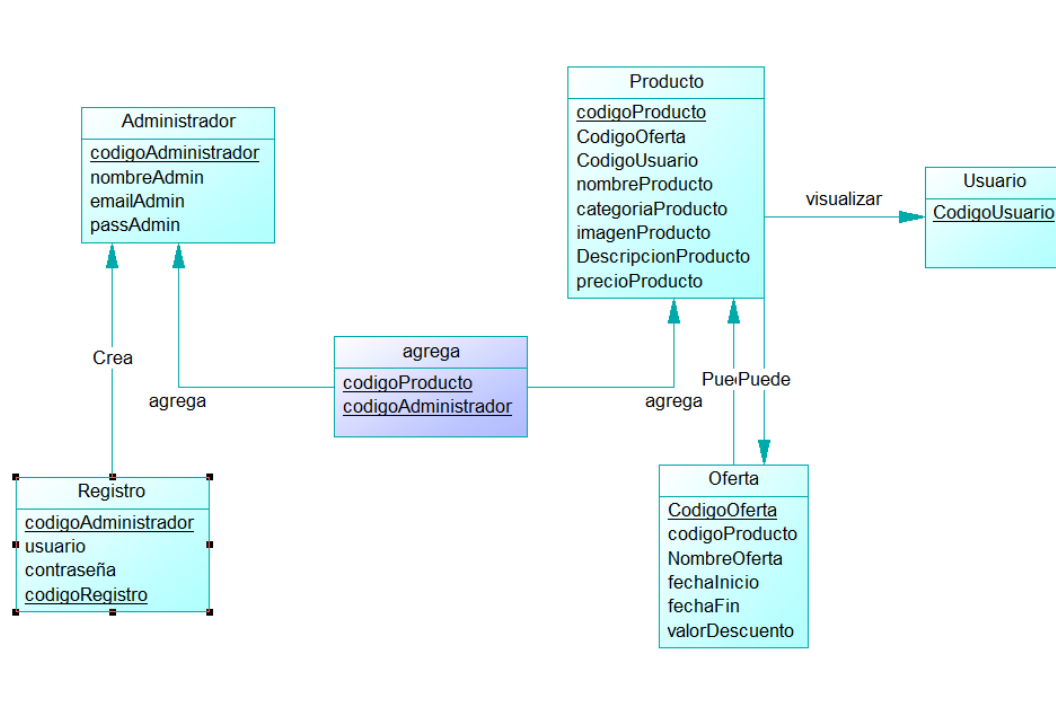 Administrador
codigoAdministrador
nombreAdmin
emailAdmin
passAdmin
Producto
codigoProducto
CodigoOferta
CodigoUsuario
nombreProducto
categoriaProducto
imagenProducto
DescripcionProducto
precioProducto
visualizar
Usuario
CodigoUsuario
Crea
agrega
agrega
codigoProducto
codigoAdministrador
agrega
Puede
Registro
codigoAdministrador
usuario
contraseña
codigoRegistro
Oferta
CodigoOferta
codigoProducto
NombreOferta
fechaInicio
fechaFin
valorDescuento